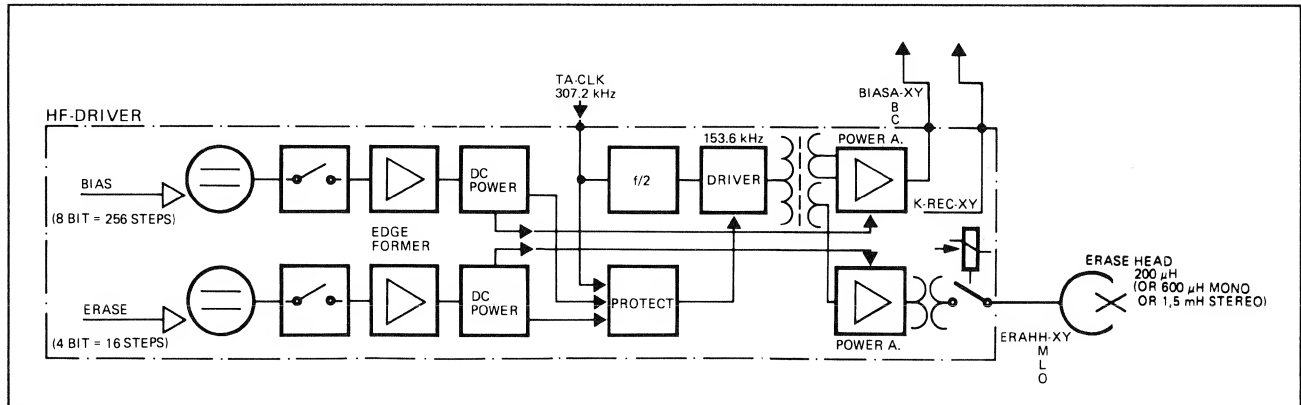 TA-CLK
307.2 kHz
BIASA-XY
B
C
HF-DRIVER
153.6 kHz
POWER A.
BIAS
(8 BIT = 256 STEPS)
DC
POWER
f/2
DRIVER
K-REC-XY
EDGE
FORMER
ERASE
(4 BIT = 16 STEPS)
DC
POWER
PROTECT
POWER A.
ERASE HEAD
200 µH
(OR 600 µH MONO
OR 1,5 mH STEREO)
ERAHH-XY
M
L
O